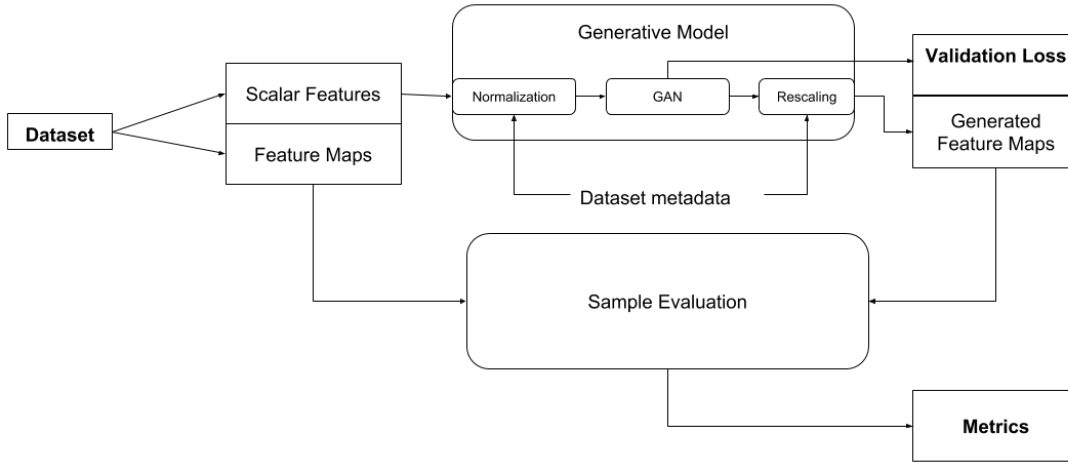 Generative Model
Validation Loss
Scalar Features
Normalization
GAN
Rescaling
Dataset
Feature Maps
Generated
Feature Maps
Dataset metadata
Sample Evaluation
Metrics